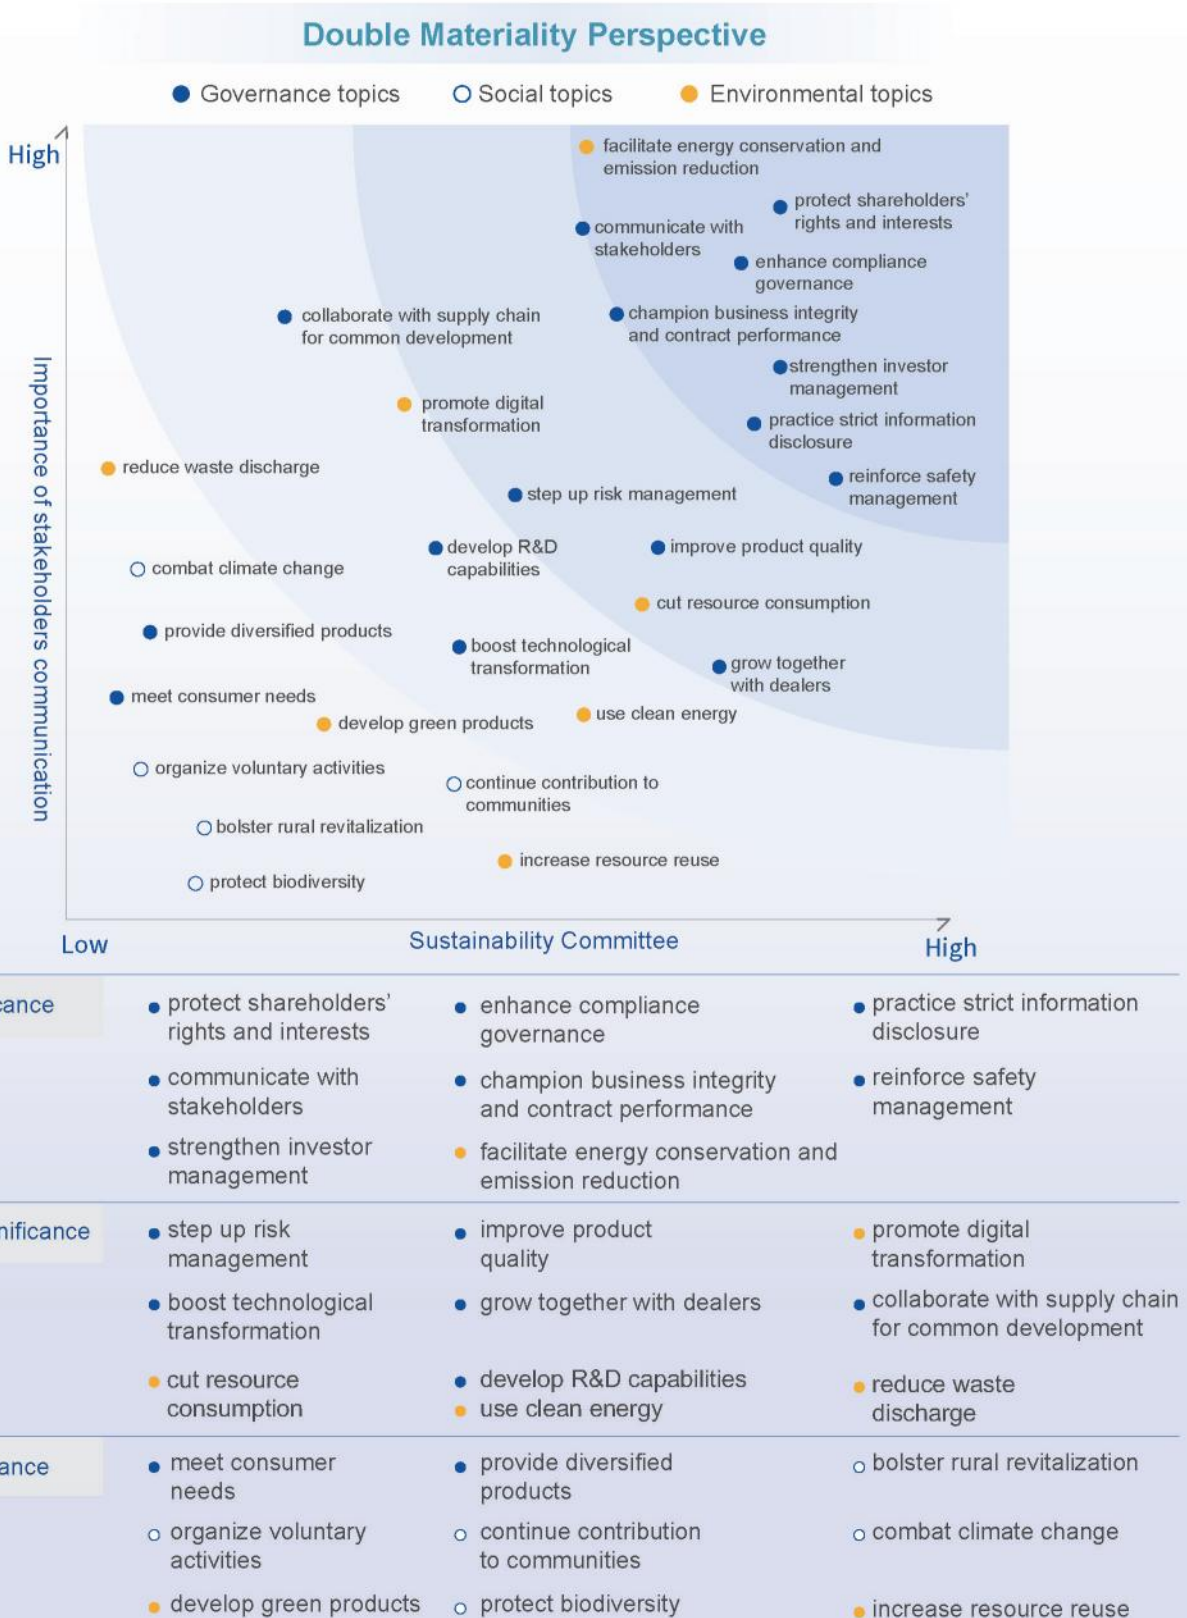 Double Materiality Perspective
Governance topics
Social topics
Environmental topics
High
facilitate energy conservation and
emission reduction
protect shareholders'
rights and interests
communicate with
stakeholders
enhance compliance
governance
collaborate with supply chain
for common development
champion business integrity
and contract performance
strengthen investor
management
promote digital
transformation
practice strict information
disclosure
reduce waste discharge
reinforce safety
management
step up risk management
develop R&D
capabilities
improve product quality
combat climate change
cut resource consumption
provide diversified products
boost technological
transformation
grow together
with dealers
meet consumer needs
use clean energy
develop green products
organize voluntary activities
continue contribution to
communities
bolster rural revitalization
increase resource reuse
protect biodiversity
Importance of stakeholders communication
Low
Sustainability Committee
High
protect shareholders'
rights and interests
enhance compliance
governance
practice strict information
disclosure
communicate with
stakeholders
champion business integrity
and contract performance
reinforce safety
management
strengthen investor
management
facilitate energy conservation and
emission reduction
step up risk
management
improve product
quality
promote digital
transformation
boost technological
transformation
grow together with dealers
collaborate with supply chain
for common development
cut resource
consumption
develop R&D capabilities
use clean energy
reduce waste
discharge
meet consumer
needs
provide diversified
products
bolster rural revitalization
organize voluntary
activities
continue contribution
to communities
combat climate change
develop green products
protect biodiversity
increase resource reuse